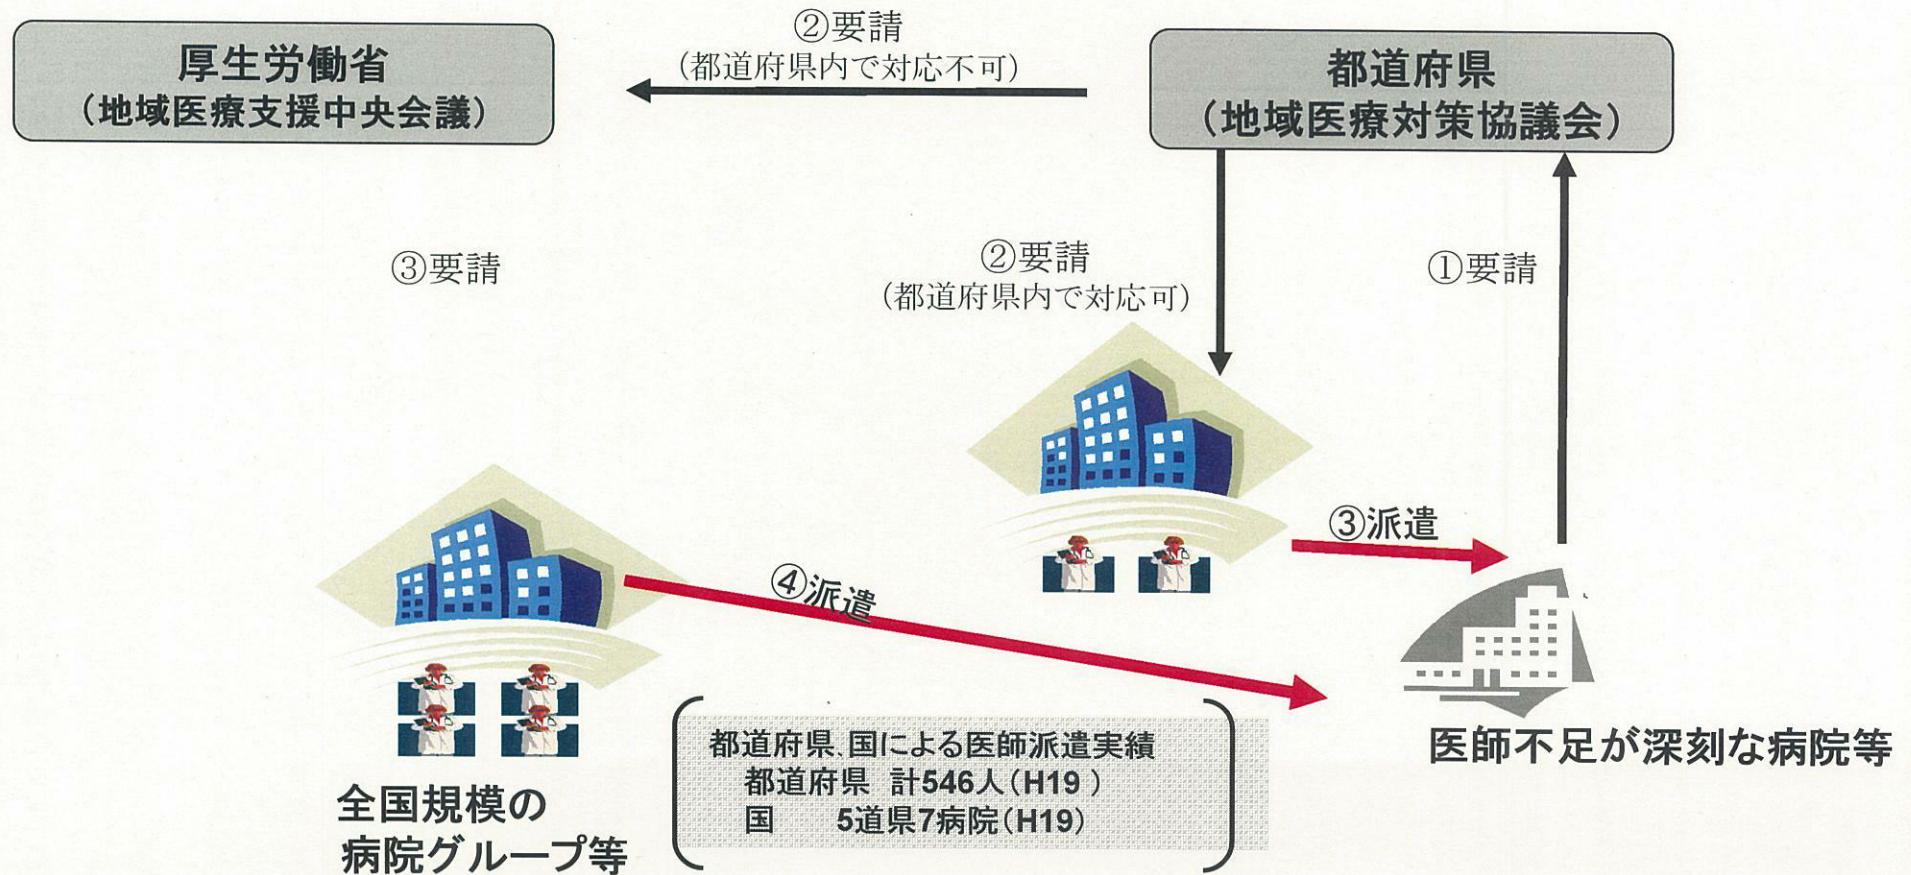 厚生労働省
(地域医療支援中央会議)
②要請
(都道府県内で対応不可)
都道府県
(地域医療対策協議会)
③要請
②要請
(都道府県内で対応可)
①要請
③派遣
④派遣
医師不足が深刻な病院等
全国規模の
病院グループ等
都道府県、国による医師派遣実績
都道府県 計546人(H19 )
国 5道県7病院(H19)